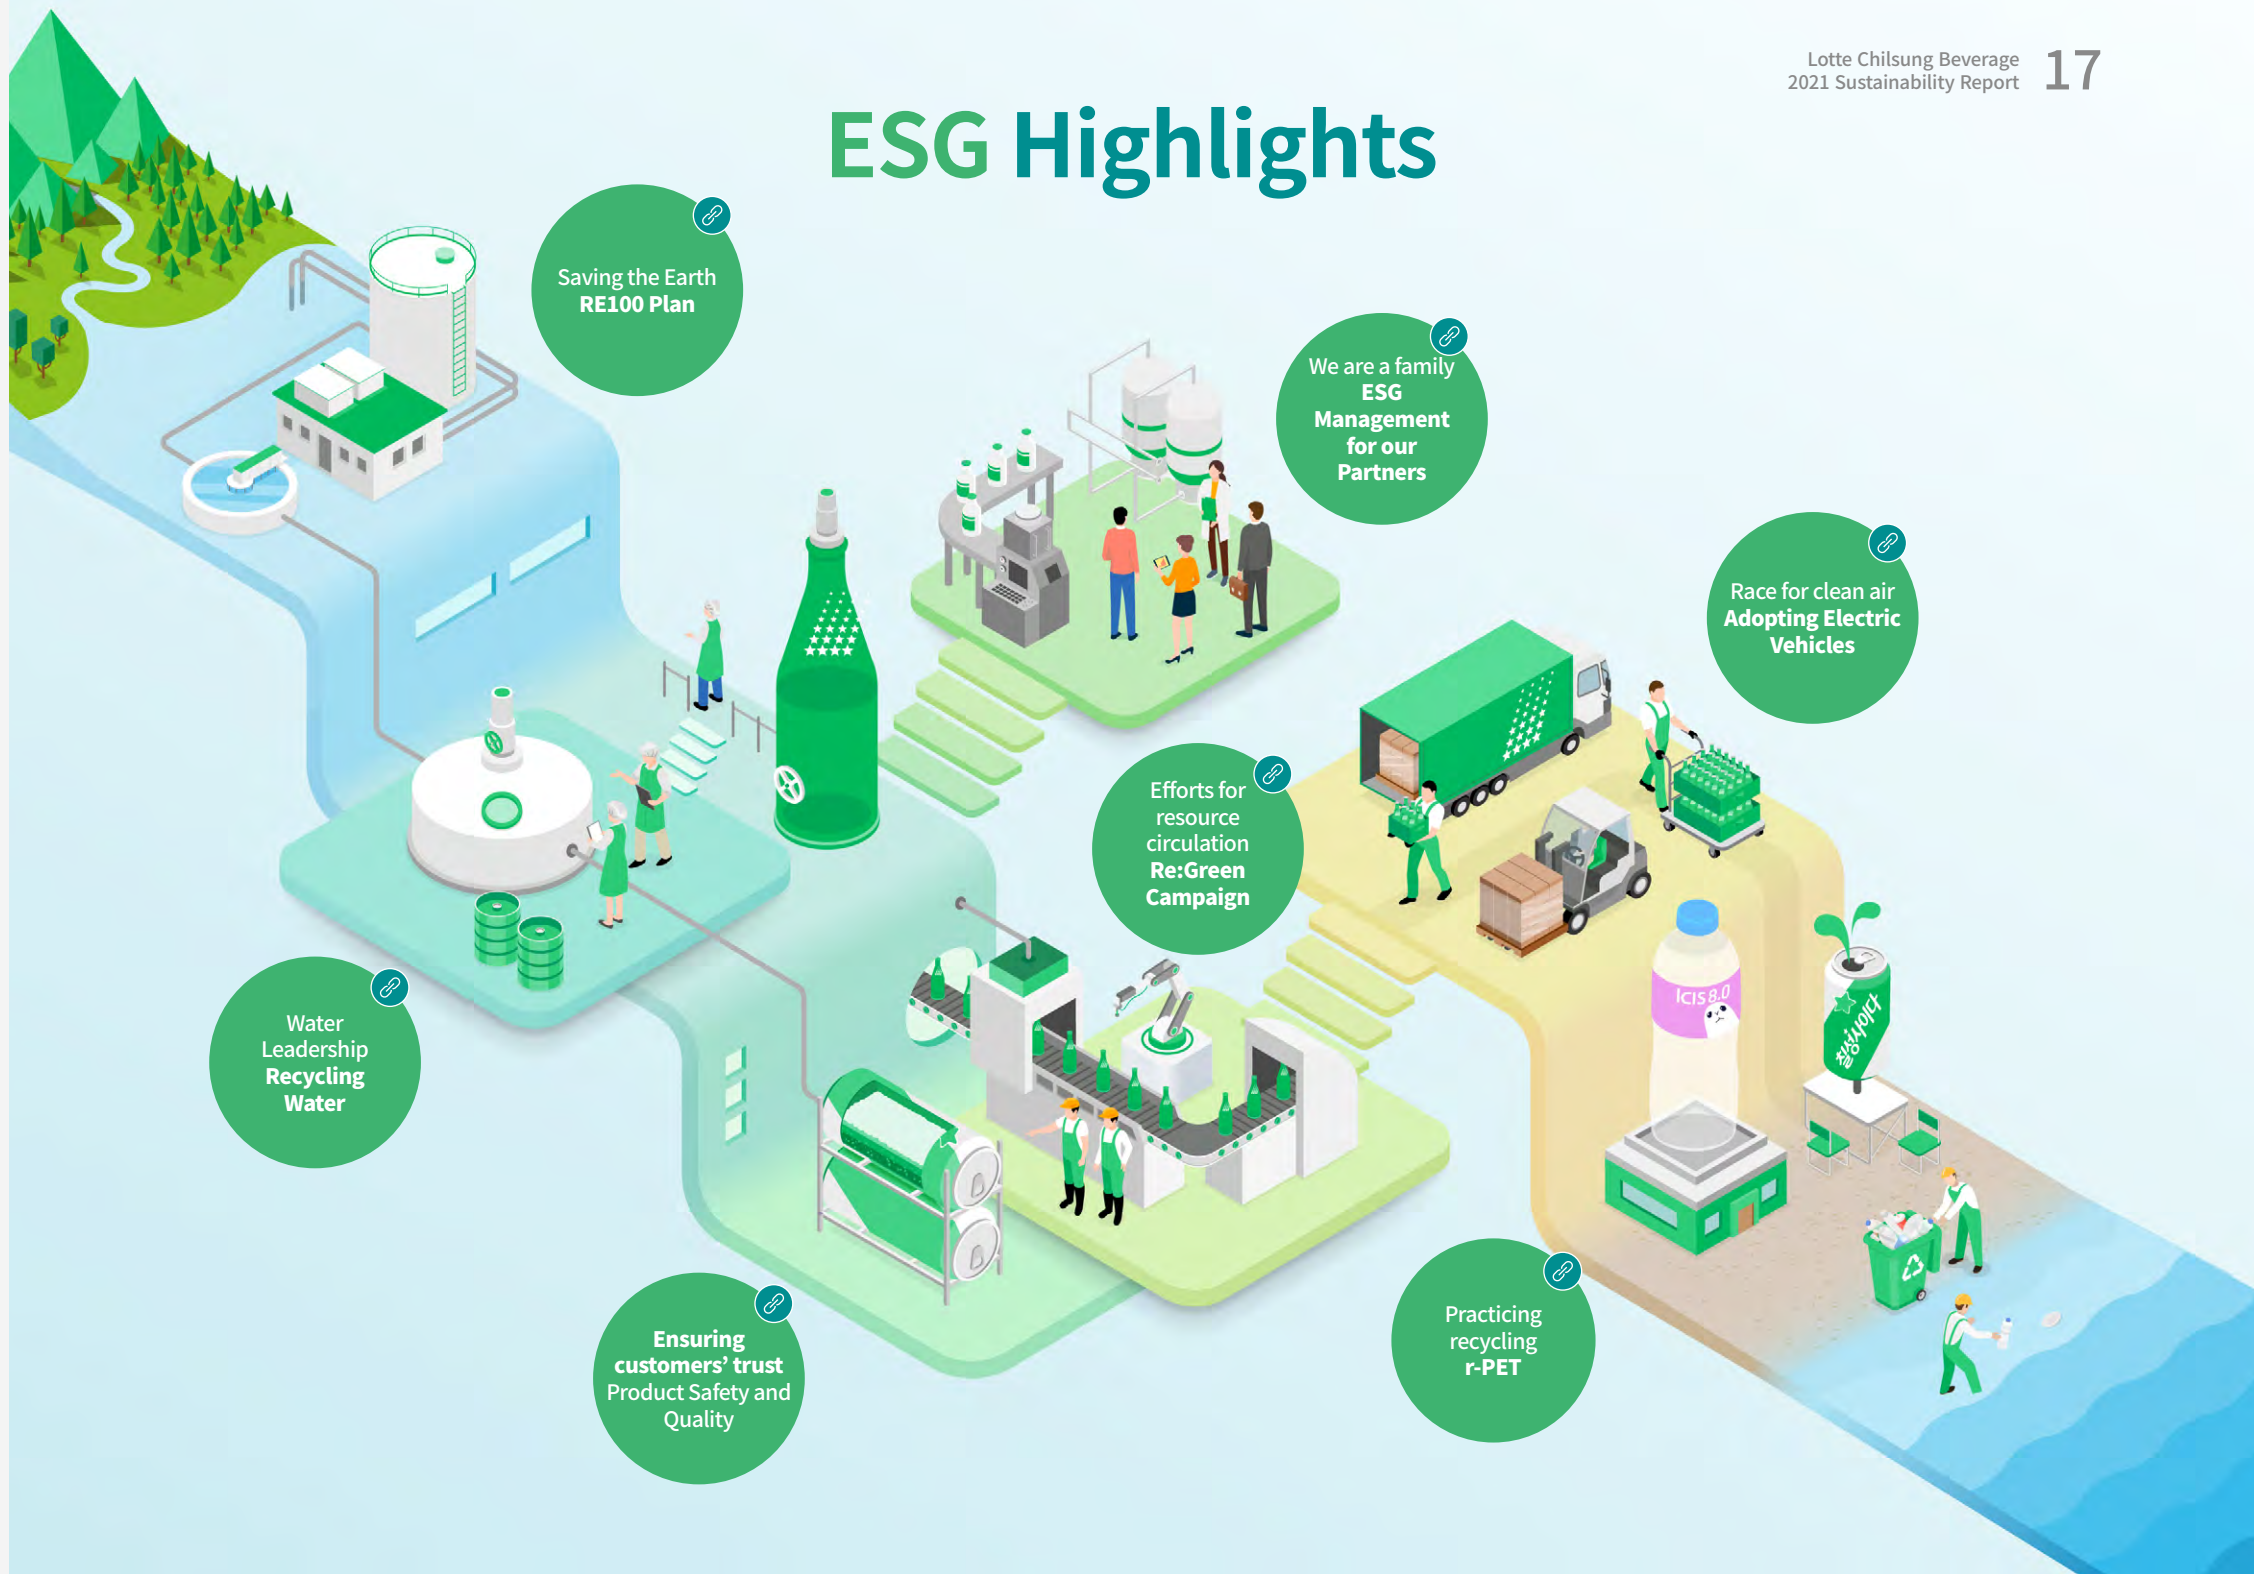 Lotte Chilsung Beverage
2021 Sustainability Report
17
ESG Highlights
Saving the Earth
RE100 Plan
We are a family
ESG
Management
for our
Partners
Race for clean air
Adopting Electric
Vehicles
Efforts for
resource
circulation
Re:Green
Campaign
Icis 8.0
칠성사이다
Water
Leadership
Recycling
Water
Ensuring
customers’ trust
Product Safety and
Quality
Practicing
recycling
r-PET